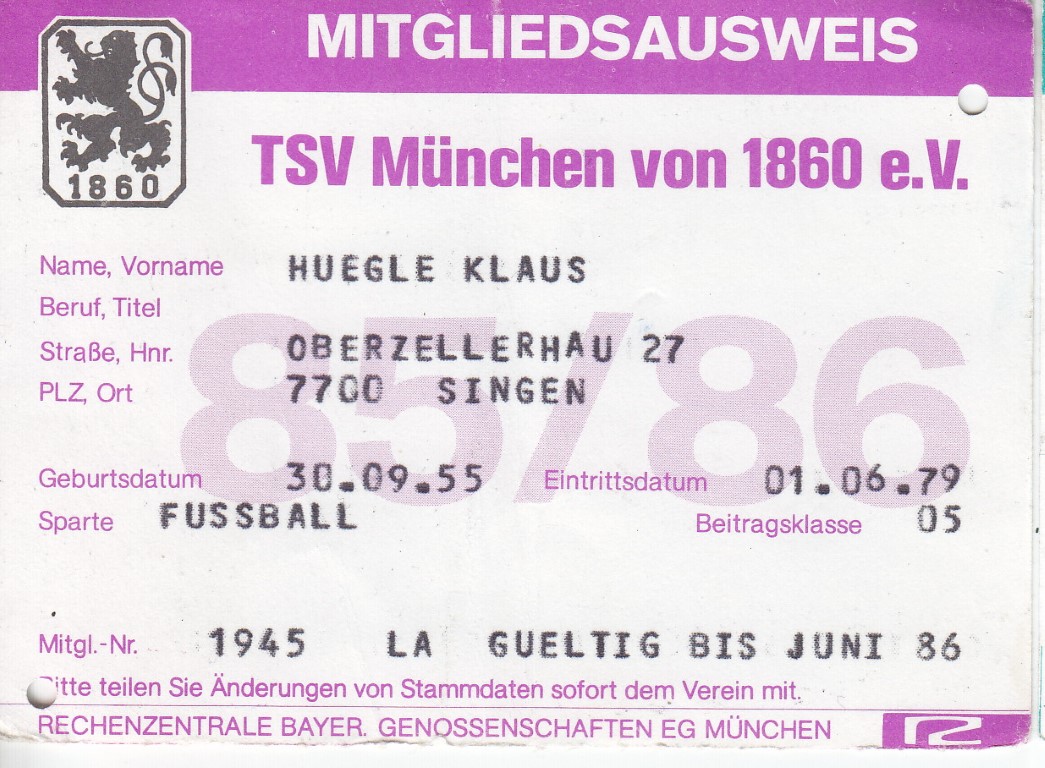 MITGLIEDSAUSWEIS
1860
TSV München von 1860 e.V.
85/86
Name, Vorname HUEGLE KLAUS
Beruf, Titel
Straße, Hnr. OBERZELLERHAU 27
PLZ, Ort 7700 SINGEN
Geburtsdatum 30.09.55 Eintrittsdatum 01.06.79
Sparte FUSSBALL Beitragsklasse 05
Mitgl.-Nr. 1945 LA GUELTIG BIS JUNI 86
itte teilen Sie Änderungen von Stammdaten sofort dem Verein mit.
RECHENZENTRALE BAYER. GENOSSENSCHAFTEN EG MÜNCHEN